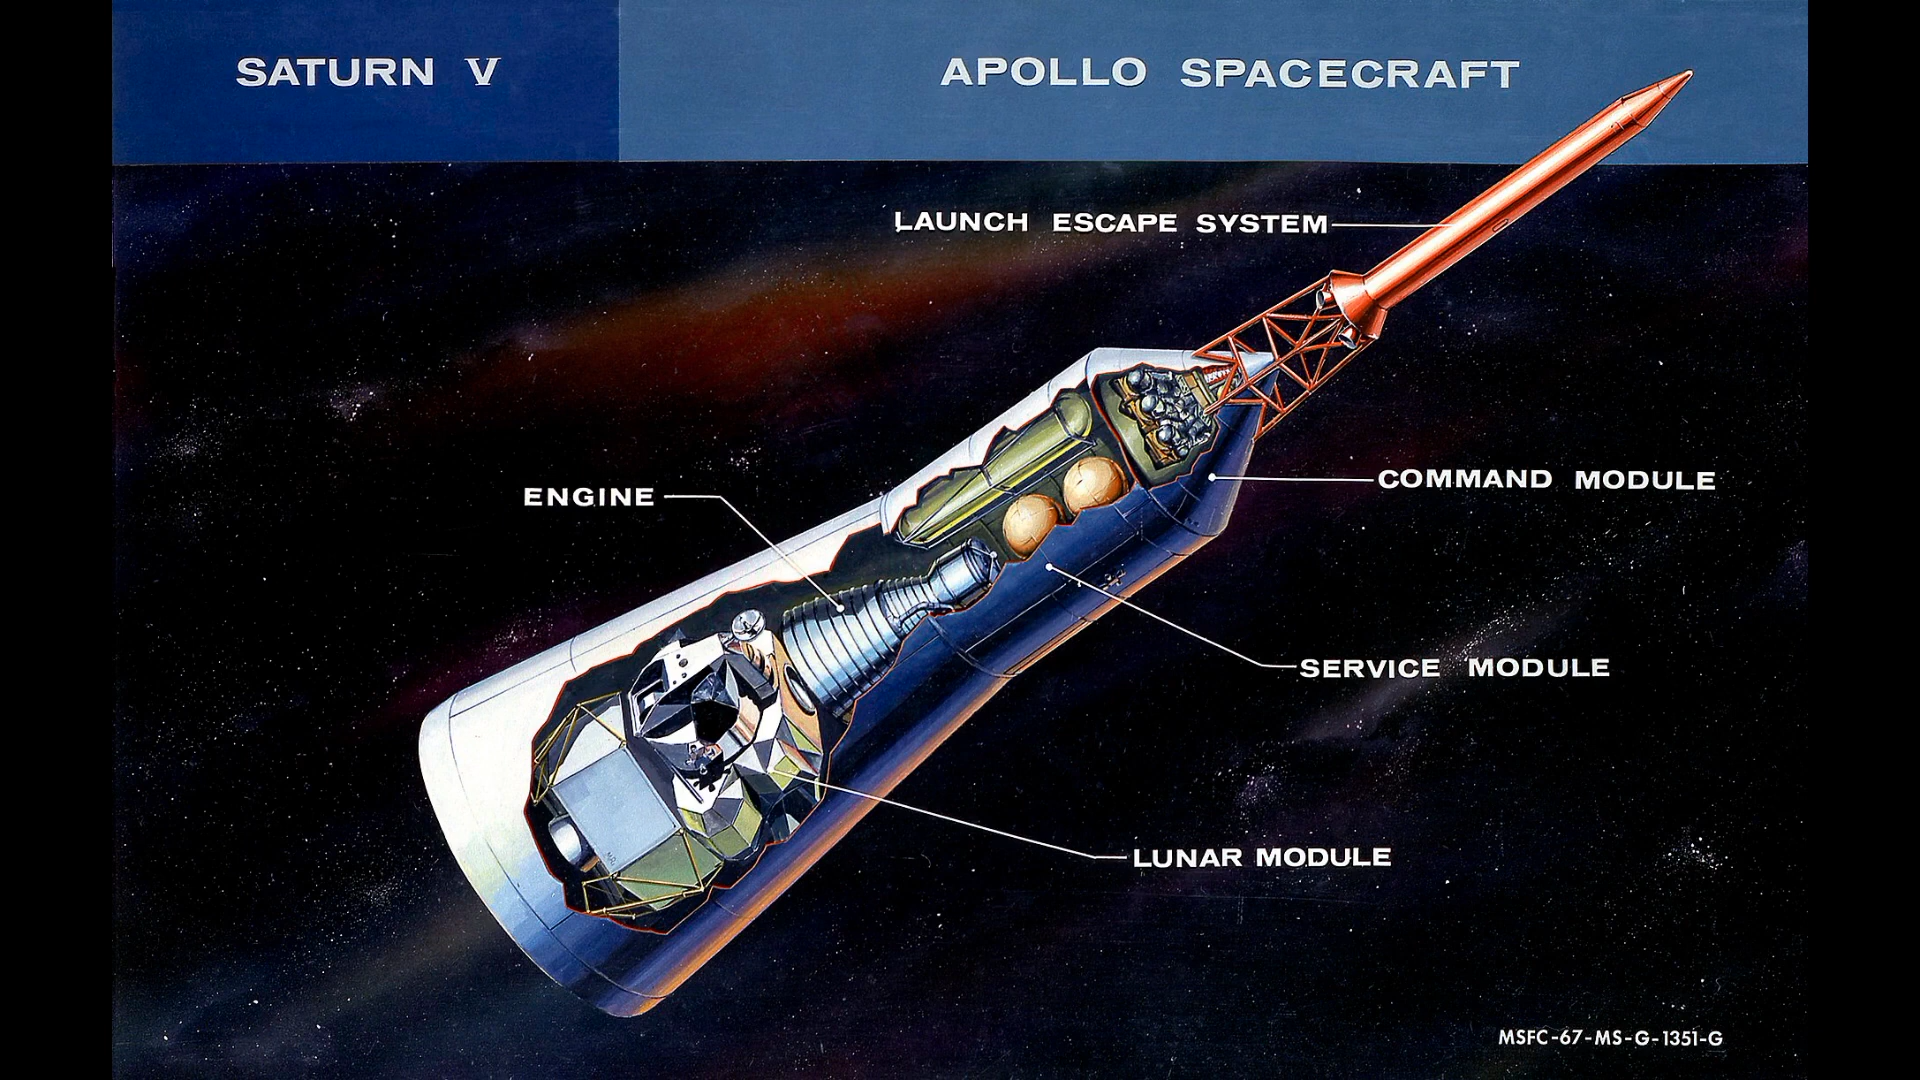 SATURN V
APOLLO SPACECRAFT
LAUNCH ESCAPE SYSTEM
COMMAND MODULE
ENGINE
SERVICE MODULE
LUNAR MODULE
MSFC-67-MS-G-1351-G